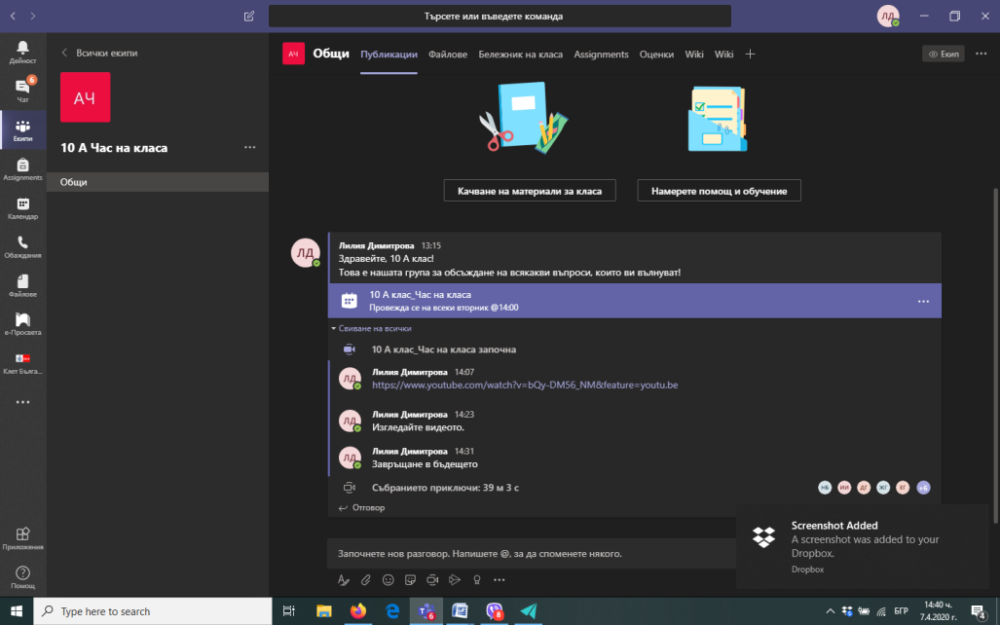 Търсете или въведете команда
ЛД
Дейност
6
Чат
Екипи
Assignments
Календар
Обаждания
Файлове
е-Просвета
Клет Бълга...
Приложения
Помощ
Всички екипи
АЧ
10 А Час на класа
Общи
АЧ
Общи
Публикации
Файлове
Бележник на класа
Assignments
Оценки
Wiki
Wiki
Екип
Качване на материали за класа
Намерете помощ и обучение
ЛД
Лилия Димитрова 13:15
Здравейте, 10 А клас!
Това е нашата група за обсъждане на всякакви въпроси, които ви вълнуват!
10 А клас_Час на класа
Провежда се на всеки вторник @14:00
Свиване на всички
10 А клас_Час на класа започна
ЛД
Лилия Димитрова 14:07
https://www.youtube.com/watch?v=bQy-DM56_NM&feature=youtu.be
ЛД
Лилия Димитрова 14:23
Изгледайте видеото.
ЛД
Лилия Димитрова 14:31
Завръщане в бъдещето
Събранието приключи: 39 м 3 с
НБ ИИ ДГ ЖГ ЕГ +6
Отговор
Започнете нов разговор. Напишете @, за да споменете някого.
Screenshot Added
A screenshot was added to your
Dropbox.
Dropbox
Type here to search
6
8
БГР
14:40 ч.
7.4.2020 г.
4